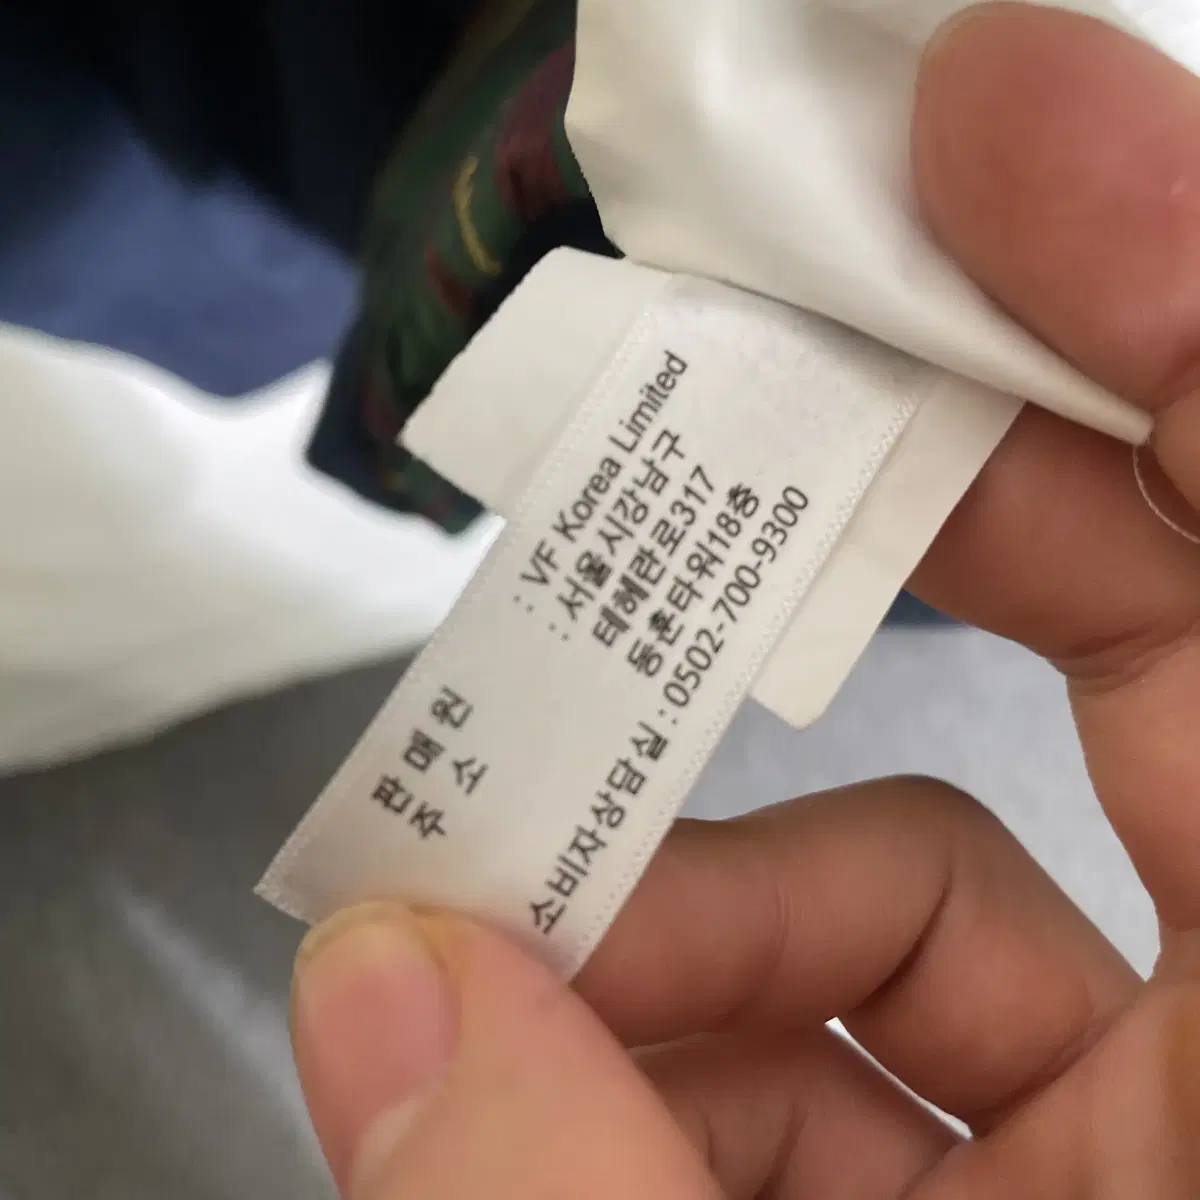 판 매 원 : VF Korea Limited
주 소 : 서울시강남구
테헤란로317
동훈타워18층
소비자상담실 : 0502-700-9300